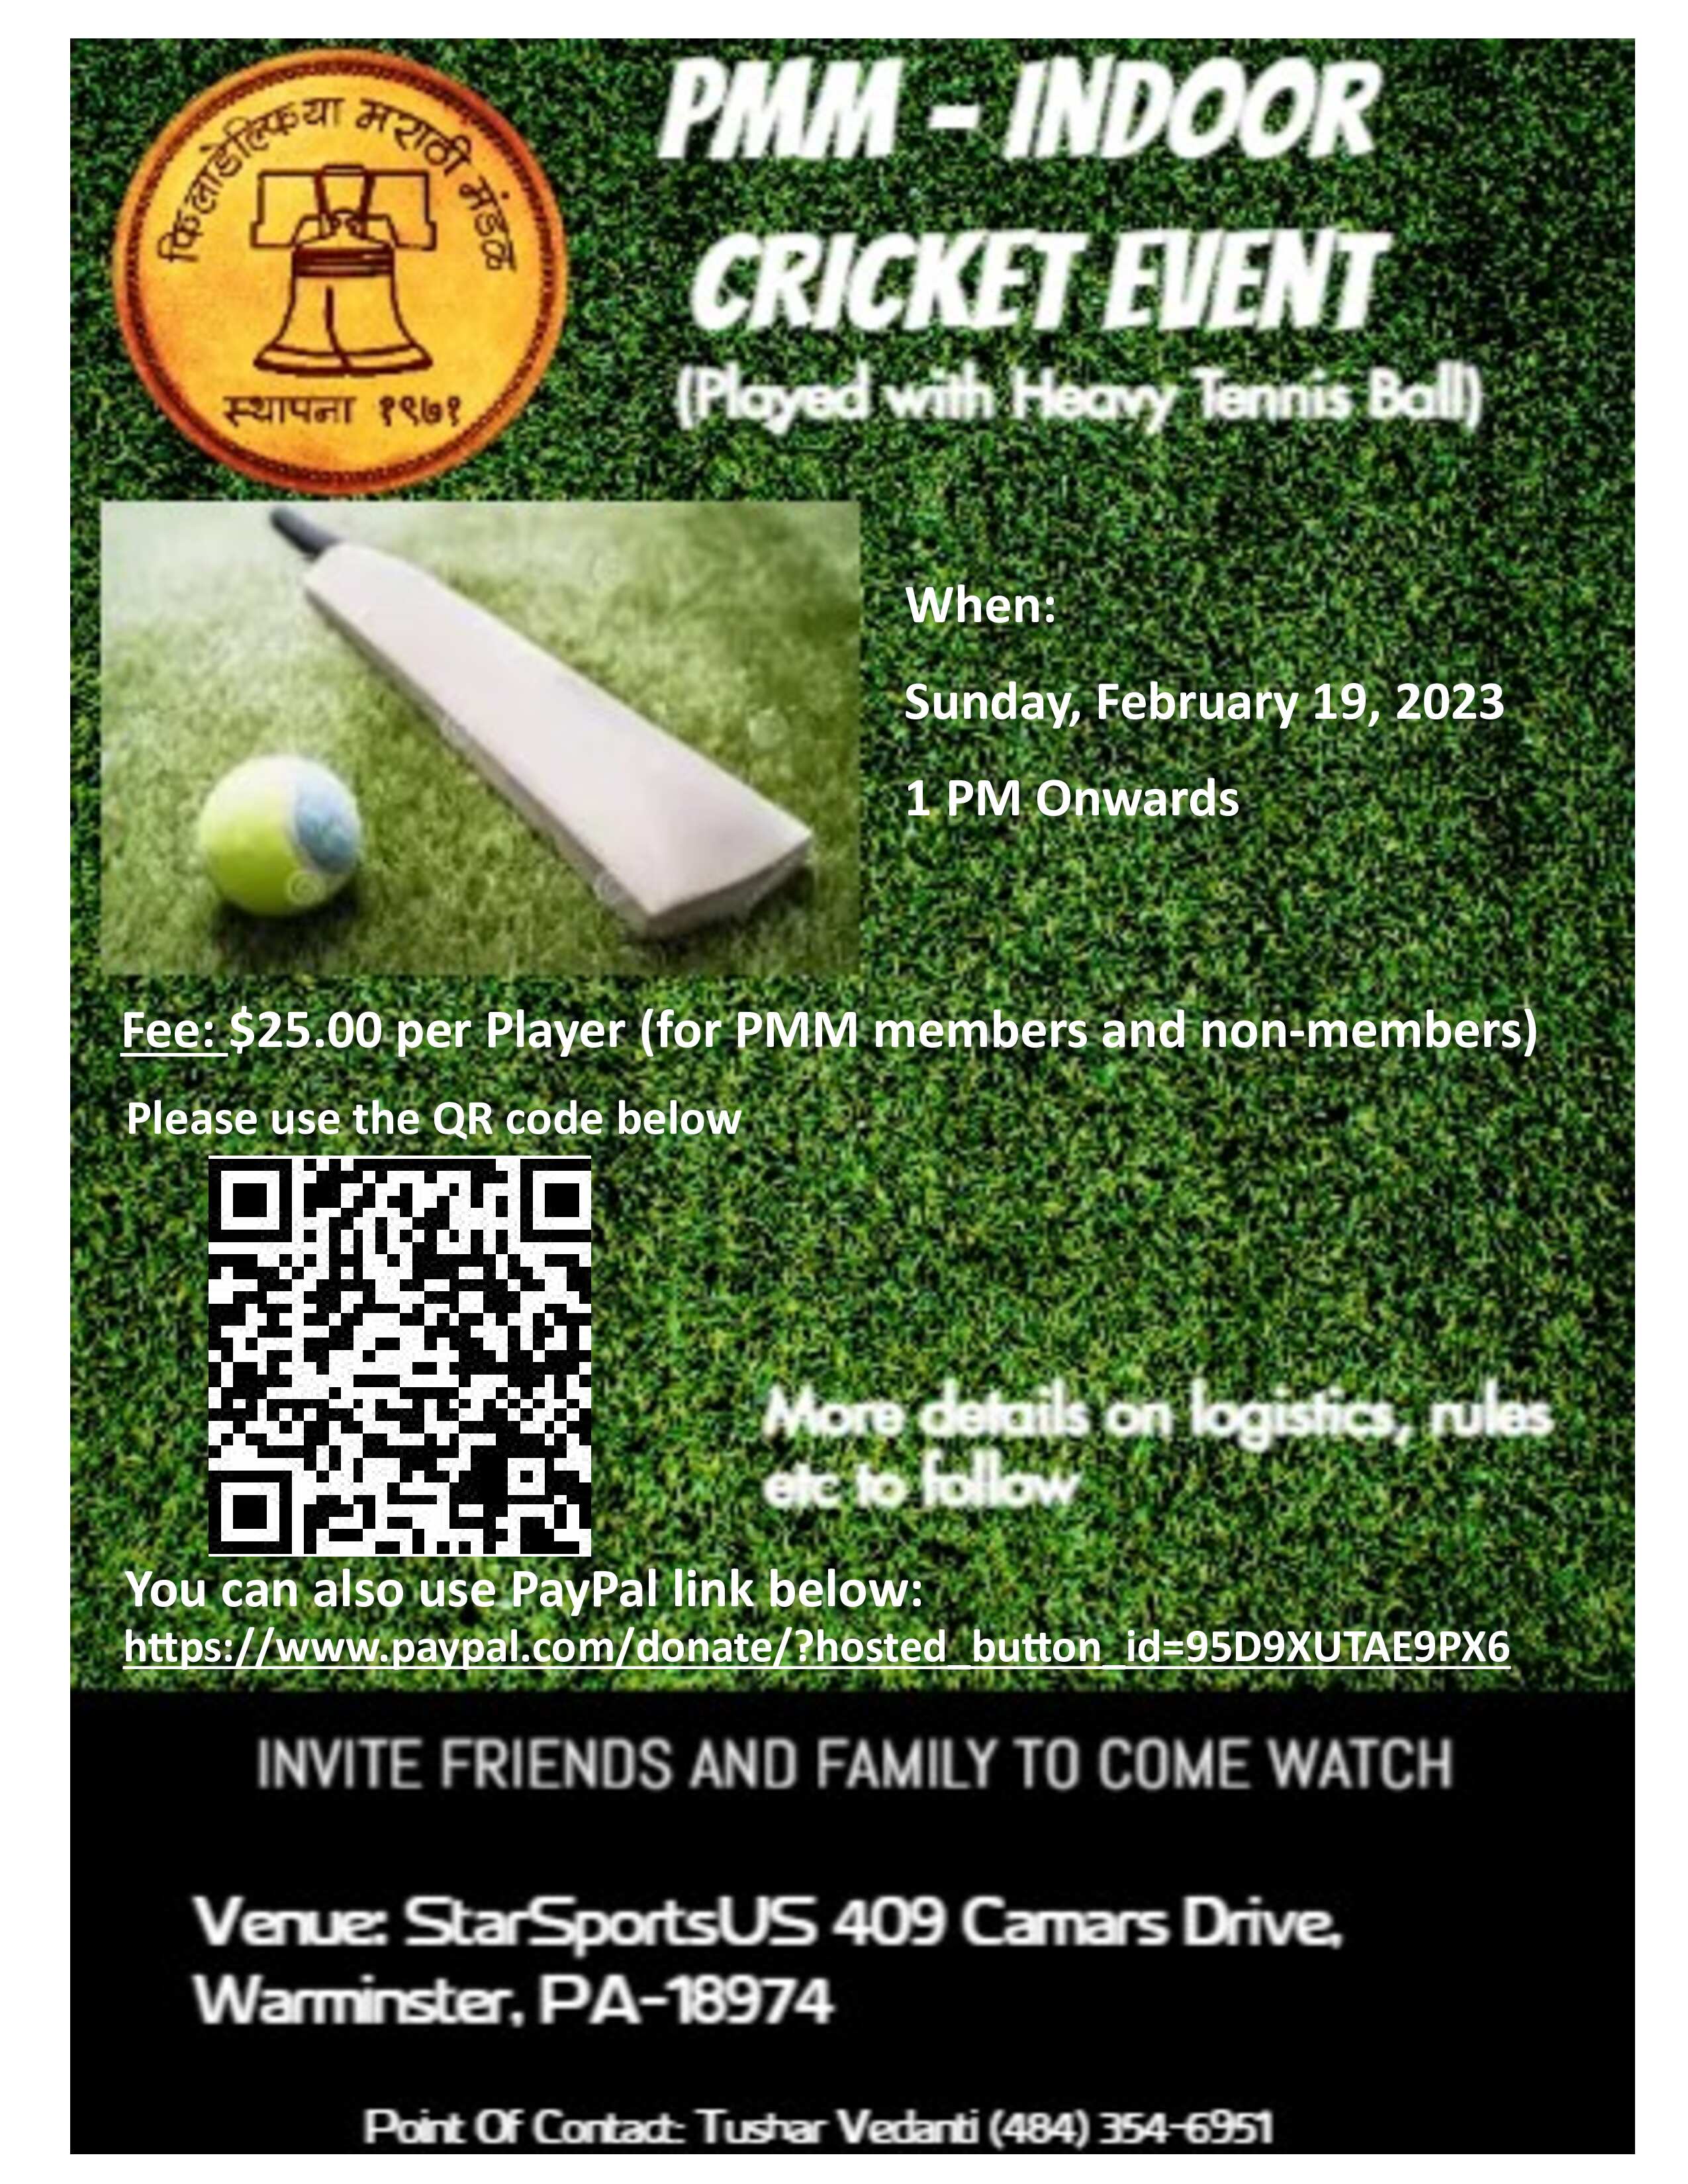 फिलाडेल्फिया मराठी मंडळ
स्थापना १९७१
PMM - INDOOR
CRICKET EVENT
(Played with Heavy Tennis Ball)
When:
Sunday, February 19, 2023
1 PM Onwards
Fee: $25.00 per Player (for PMM members and non-members)
Please use the QR code below
More details on logistics, rules
etc to follow
You can also use PayPal link below:
https://www.paypal.com/donate/?hosted_button_id=95D9XUTAE9PX6
INVITE FRIENDS AND FAMILY TO COME WATCH
Venue: StarSportsUS 409 Camars Drive,
Warminster, PA-18974
Point Of Contact: Tushar Vedanti (484) 354-6951